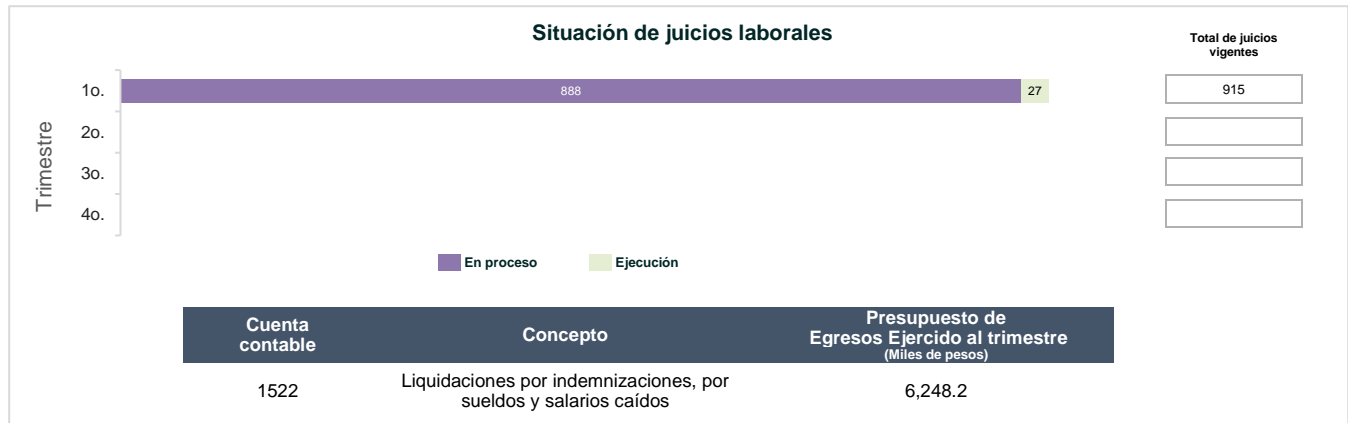 Situación de juicios laborales
Total de juicios
vigentes
Trimestre
1o.
888
27
915
2o.
3o.
4o.
En proceso
Ejecución
Cuenta
contable
Concepto
Presupuesto de
Egresos Ejercido al trimestre
(Miles de pesos)
1522
Liquidaciones por indemnizaciones, por
sueldos y salarios caídos
6,248.2